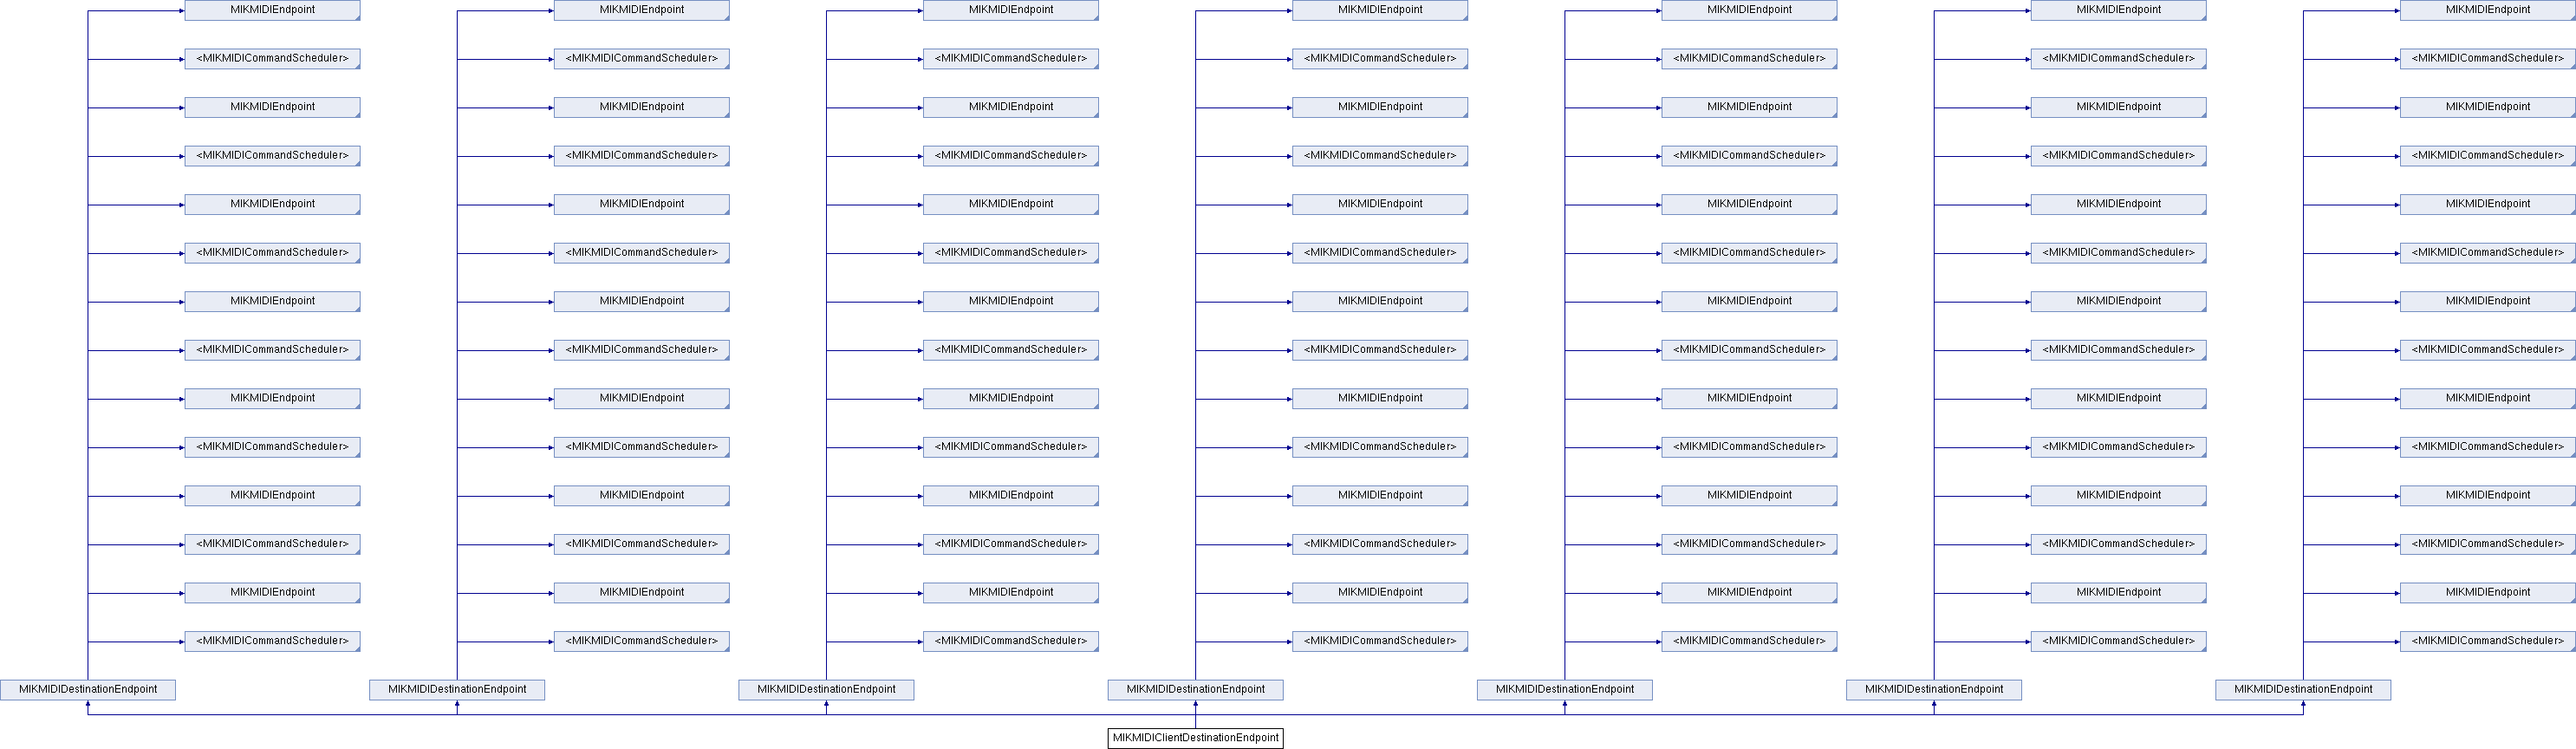 MIKMIDIEndpoint MIKMIDIEndpoint MIKMIDIEndpoint MIKMIDIEndpoint MIKMIDIEndpoint MIKMIDIEndpoint MIKMIDIEndpoint
<MIKMIDICommandScheduler> <MIKMIDICommandScheduler> <MIKMIDICommandScheduler> <MIKMIDICommandScheduler> <MIKMIDICommandScheduler> <MIKMIDICommandScheduler> <MIKMIDICommandScheduler>
MIKMIDIEndpoint MIKMIDIEndpoint MIKMIDIEndpoint MIKMIDIEndpoint MIKMIDIEndpoint MIKMIDIEndpoint MIKMIDIEndpoint
<MIKMIDICommandScheduler> <MIKMIDICommandScheduler> <MIKMIDICommandScheduler> <MIKMIDICommandScheduler> <MIKMIDICommandScheduler> <MIKMIDICommandScheduler> <MIKMIDICommandScheduler>
MIKMIDIEndpoint MIKMIDIEndpoint MIKMIDIEndpoint MIKMIDIEndpoint MIKMIDIEndpoint MIKMIDIEndpoint MIKMIDIEndpoint
<MIKMIDICommandScheduler> <MIKMIDICommandScheduler> <MIKMIDICommandScheduler> <MIKMIDICommandScheduler> <MIKMIDICommandScheduler> <MIKMIDICommandScheduler> <MIKMIDICommandScheduler>
MIKMIDIEndpoint MIKMIDIEndpoint MIKMIDIEndpoint MIKMIDIEndpoint MIKMIDIEndpoint MIKMIDIEndpoint MIKMIDIEndpoint
<MIKMIDICommandScheduler> <MIKMIDICommandScheduler> <MIKMIDICommandScheduler> <MIKMIDICommandScheduler> <MIKMIDICommandScheduler> <MIKMIDICommandScheduler> <MIKMIDICommandScheduler>
MIKMIDIEndpoint MIKMIDIEndpoint MIKMIDIEndpoint MIKMIDIEndpoint MIKMIDIEndpoint MIKMIDIEndpoint MIKMIDIEndpoint
<MIKMIDICommandScheduler> <MIKMIDICommandScheduler> <MIKMIDICommandScheduler> <MIKMIDICommandScheduler> <MIKMIDICommandScheduler> <MIKMIDICommandScheduler> <MIKMIDICommandScheduler>
MIKMIDIEndpoint MIKMIDIEndpoint MIKMIDIEndpoint MIKMIDIEndpoint MIKMIDIEndpoint MIKMIDIEndpoint MIKMIDIEndpoint
<MIKMIDICommandScheduler> <MIKMIDICommandScheduler> <MIKMIDICommandScheduler> <MIKMIDICommandScheduler> <MIKMIDICommandScheduler> <MIKMIDICommandScheduler> <MIKMIDICommandScheduler>
MIKMIDIEndpoint MIKMIDIEndpoint MIKMIDIEndpoint MIKMIDIEndpoint MIKMIDIEndpoint MIKMIDIEndpoint MIKMIDIEndpoint
<MIKMIDICommandScheduler> <MIKMIDICommandScheduler> <MIKMIDICommandScheduler> <MIKMIDICommandScheduler> <MIKMIDICommandScheduler> <MIKMIDICommandScheduler> <MIKMIDICommandScheduler>
MIKMIDIDestinationEndpoint MIKMIDIDestinationEndpoint MIKMIDIDestinationEndpoint MIKMIDIDestinationEndpoint MIKMIDIDestinationEndpoint MIKMIDIDestinationEndpoint MIKMIDIDestinationEndpoint
MIKMIDIClientDestinationEndpoint